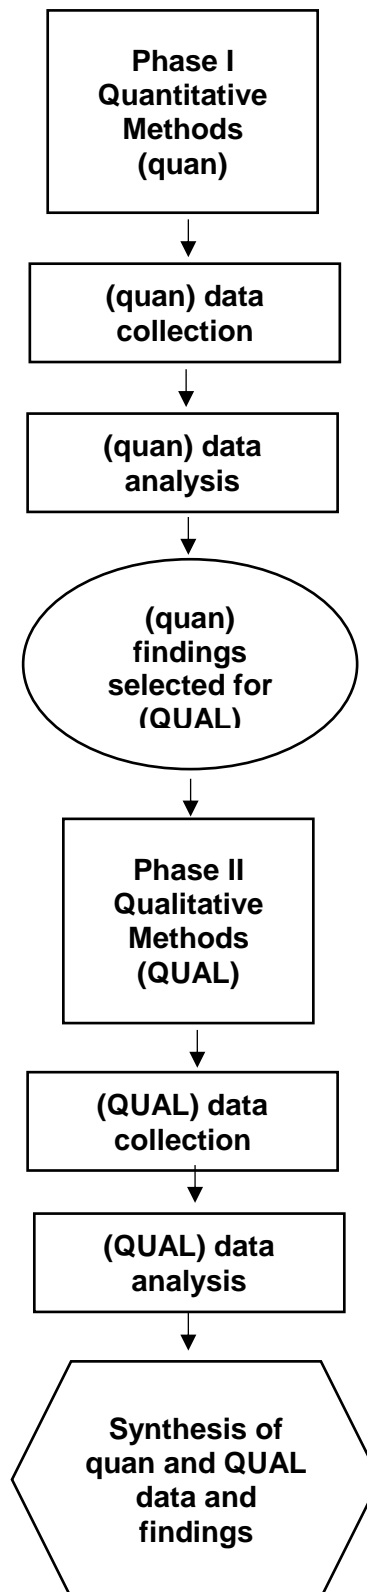 Phase I
Quantitative
Methods
(quan)
(quan) data
collection
(quan) data
analysis
(quan)
findings
selected for
(QUAL)
Phase II
Qualitative
Methods
(QUAL)
(QUAL) data
collection
(QUAL) data
analysis
Synthesis of
quan and QUAL
data and
findings